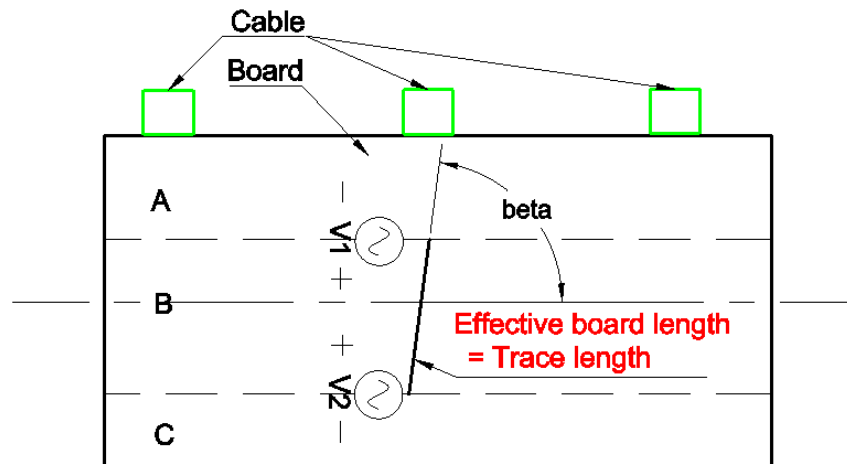 Cable
Board
A
beta
V1
B
Effective board length
= Trace length
V2
C